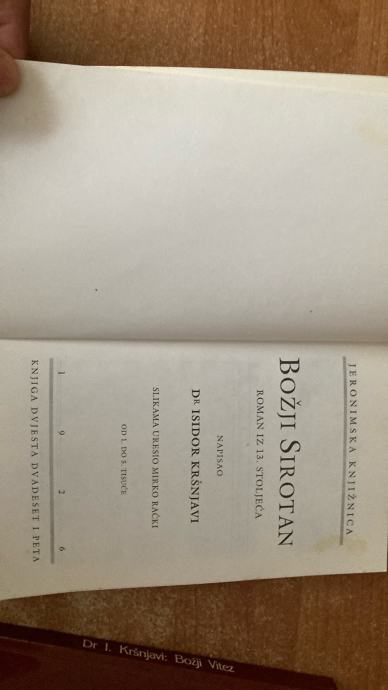 JERONIMSKA KNJIŽNICA
BOŽJI SIROTAN
ROMAN IZ 13. STOLJEĆA
NAPISAO
DR ISIDOR KRŠNJAVI
SLIKAMA URESIO MIRKO RAČKI
OD 1. DO 5. TISUĆE
1 9 2 6
KNJIGA DVJESTA DVADESET I PETA
Dr I. Kršnjavi: Božji Vitez